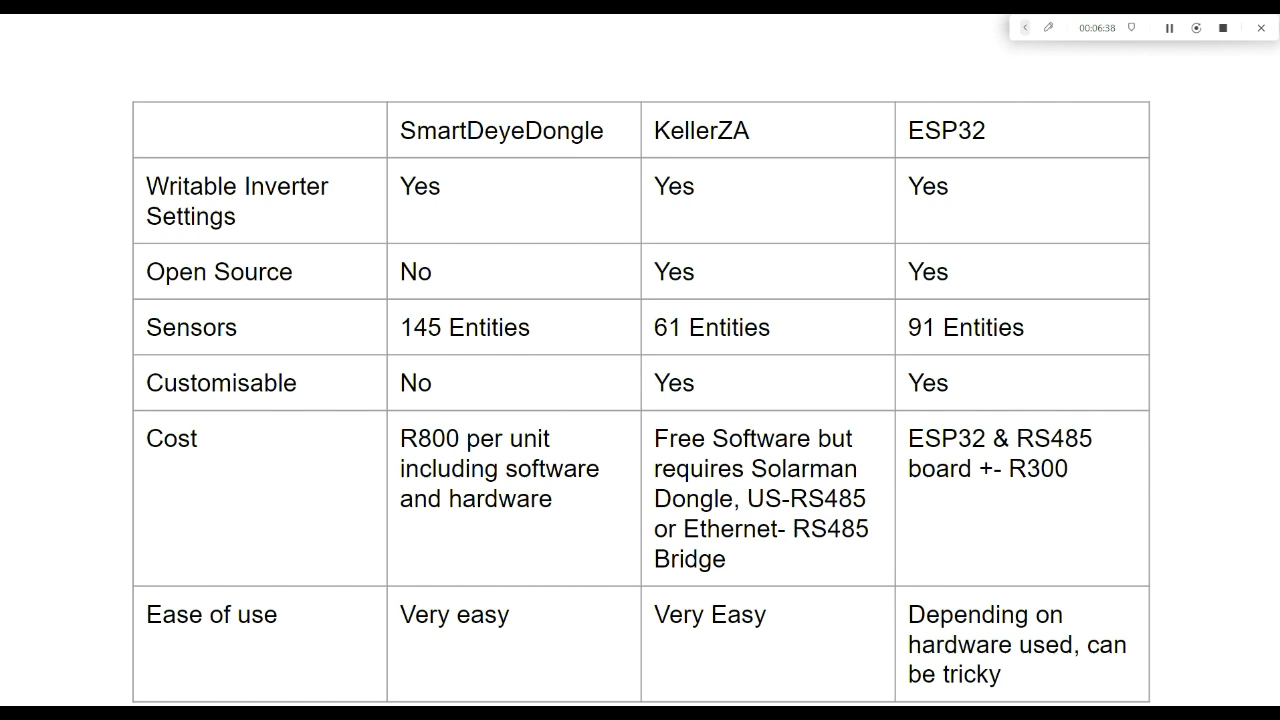 00:06:38
SmartDeyeDongle KellerZA ESP32
Writable Inverter Settings Yes Yes Yes
Open Source No Yes Yes
Sensors 145 Entities 61 Entities 91 Entities
Customisable No Yes Yes
Cost
R800 per unit
including software
and hardware
Free Software but
requires Solarman
Dongle, US-RS485
or Ethernet- RS485
Bridge
ESP32 & RS485
board +- R300
Ease of use
Very easy
Very Easy
Depending on
hardware used, can
be tricky